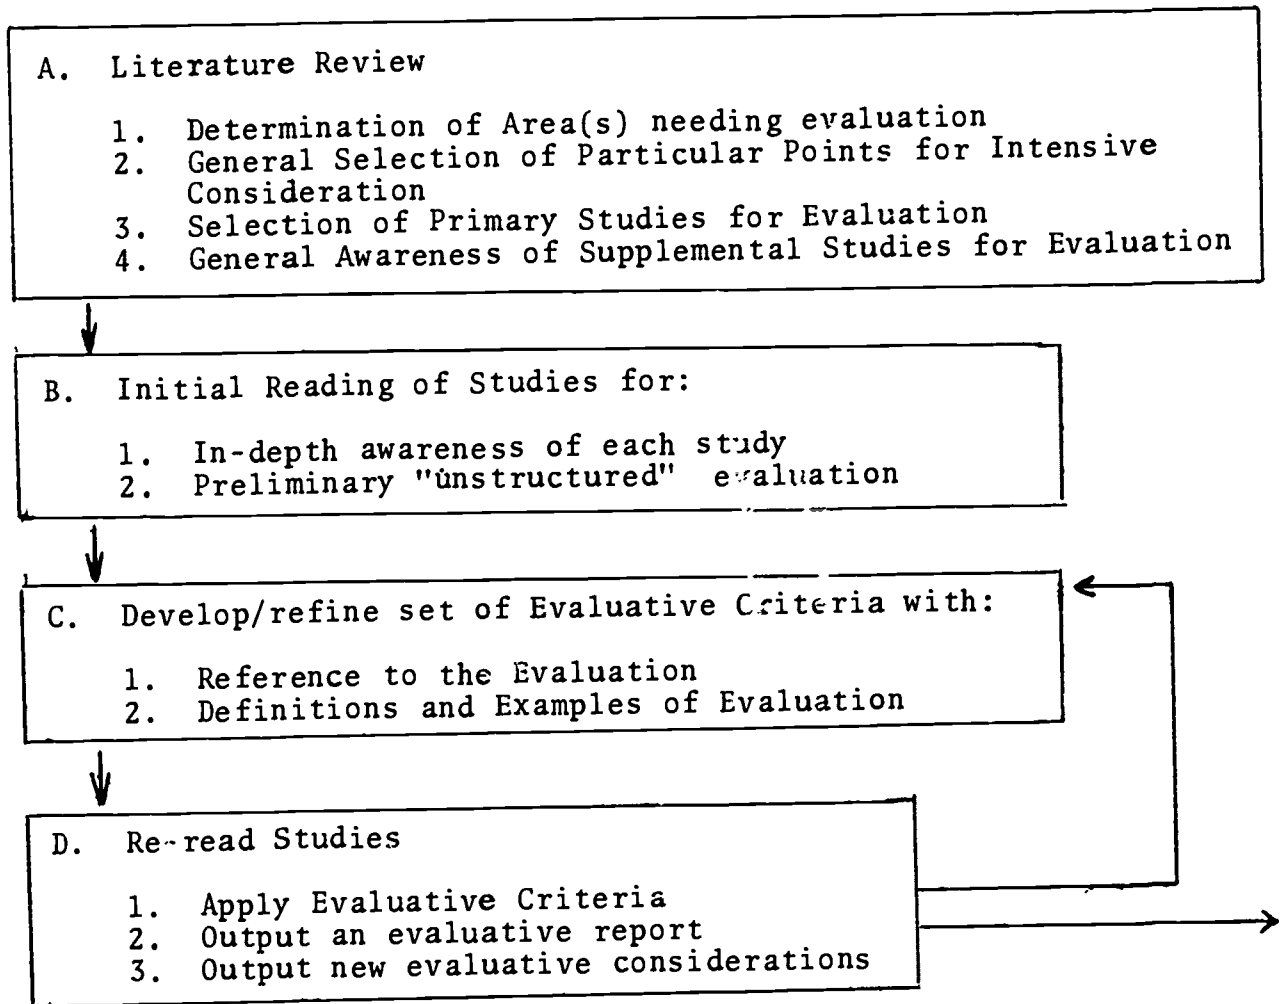 A. Literature Review
1. Determination of Area(s) needing evaluation
2. General Selection of Particular Points for Intensive
Consideration
3. Selection of Primary Studies for Evaluation
4. General Awareness of Supplemental Studies for Evaluation
B. Initial Reading of Studies for:
1. In-depth awareness of each study
2. Preliminary "unstructured" evaluation
C. Develop/refine set of Evaluative Criteria with:
1. Reference to the Evaluation
2. Definitions and Examples of Evaluation
D. Re-read Studies
1. Apply Evaluative Criteria
2. Output an evaluative report
3. Output new evaluative considerations